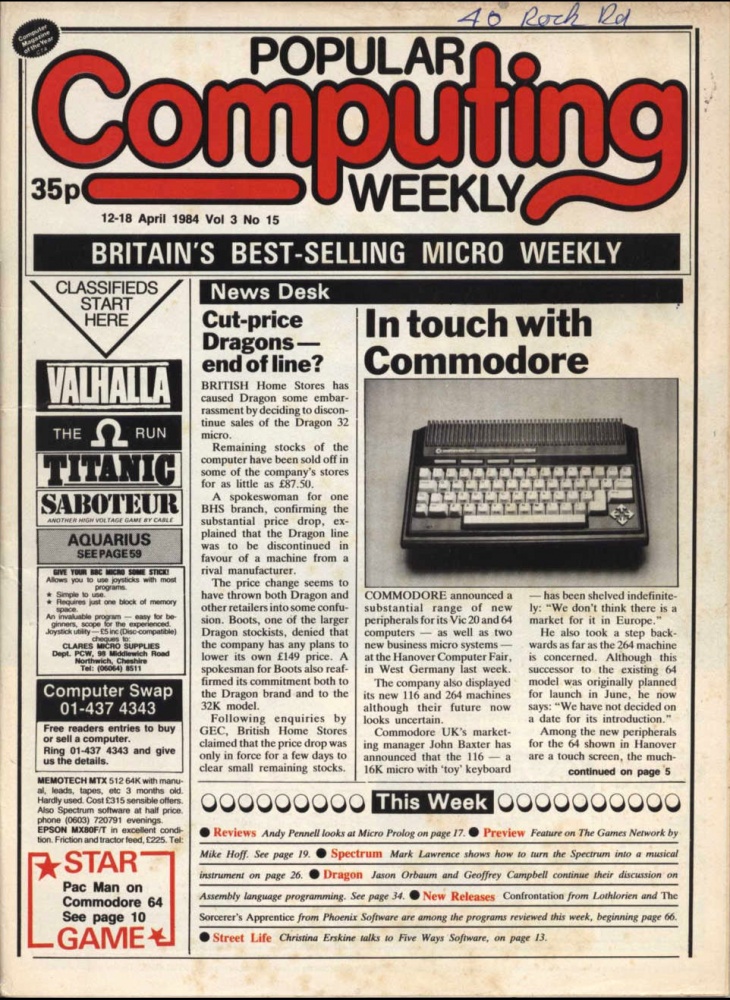 40 Rock Rd
Computer
Magazine
of the Year
POPULAR
Computing
WEEKLY
35p
12-18 April 1984 Vol 3 No 15
BRITAIN'S BEST-SELLING MICRO WEEKLY
CLASSIFIEDS
START
HERE
VALHALLA
THE Ω RUN
TITANIC
SABOTEUR
ANOTHER HIGH VOLTAGE GAME BY CABLE
AQUARIUS
SEE PAGE 59
GIVE YOUR BBC MICRO SOME STICK!
Allows you to use joysticks with most
programs.
★ Simple to use.
★ Requires just one block of memory
space.
An invaluable program — easy for be-
ginners, scope for the experienced.
Joystick utility — £5 inc (Disc-compatible)
cheques to:
CLARES MICRO SUPPLIES
Dept. PCW, 98 Middlewich Road
Northwich, Cheshire
Tel: (06064) 8511
Computer Swap
01-437 4343
Free readers entries to buy
or sell a computer.
Ring 01-437 4343 and give
us the details.
MEMOTECH MTX 512 64K with manu-
al, leads, tapes, etc 3 months old.
Hardly used. Cost £315 sensible offers.
Also Spectrum software at half price.
phone (0603) 720791 evenings.
EPSON MX80F/T in excellent condi-
tion. Friction and tractor feed, £225. Tel:
★ STAR
Pac Man on
Commodore 64
See page 10
GAME ★
News Desk
Cut-price
Dragons—
end of line?
BRITISH Home Stores has
caused Dragon some embar-
rassment by deciding to discon-
tinue sales of the Dragon 32
micro.
Remaining stocks of the
computer have been sold off in
some of the company's stores
for as little as £87.50.
A spokeswoman for one
BHS branch, confirming the
substantial price drop, ex-
plained that the Dragon line
was to be discontinued in
favour of a machine from a
rival manufacturer.
The price change seems to
have thrown both Dragon and
other retailers into some confu-
sion. Boots, one of the larger
Dragon stockists, denied that
the company has any plans to
lower its own £149 price. A
spokesman for Boots also reaf-
firmed its commitment both to
the Dragon brand and to the
32K model.
Following enquiries by
GEC, British Home Stores
claimed that the price drop was
only in force for a few days to
clear small remaining stocks.
In touch with
Commodore
COMMODORE announced a
substantial range of new
peripherals for its Vic 20 and 64
computers — as well as two
new business micro systems —
at the Hanover Computer Fair,
in West Germany last week.
The company also displayed
its new 116 and 264 machines
although their future now
looks uncertain.
Commodore UK's market-
ing manager John Baxter has
announced that the 116 — a
16K micro with 'toy' keyboard
— has been shelved indefinite-
ly: "We don't think there is a
market for it in Europe."
He also took a step back-
wards as far as the 264 machine
is concerned. Although this
successor to the existing 64
model was originally planned
for launch in June, he now
says: "We have not decided on
a date for its introduction."
Among the new peripherals
for the 64 shown in Hanover
are a touch screen, the much-
continued on page 5
This Week
● Reviews Andy Pennell looks at Micro Prolog on page 17. ● Preview Feature on The Games Network by
Mike Hoff. See page 19. ● Spectrum Mark Lawrence shows how to turn the Spectrum into a musical
instrument on page 26. ● Dragon Jason Orbaum and Geoffrey Campbell continue their discussion on
Assembly language programming. See page 34. ● New Releases Confrontation from Lothlorien and The
Sorcerer's Apprentice from Phoenix Software are among the programs reviewed this week, beginning page 66.
● Street Life Christina Erskine talks to Five Ways Software, on page 13.